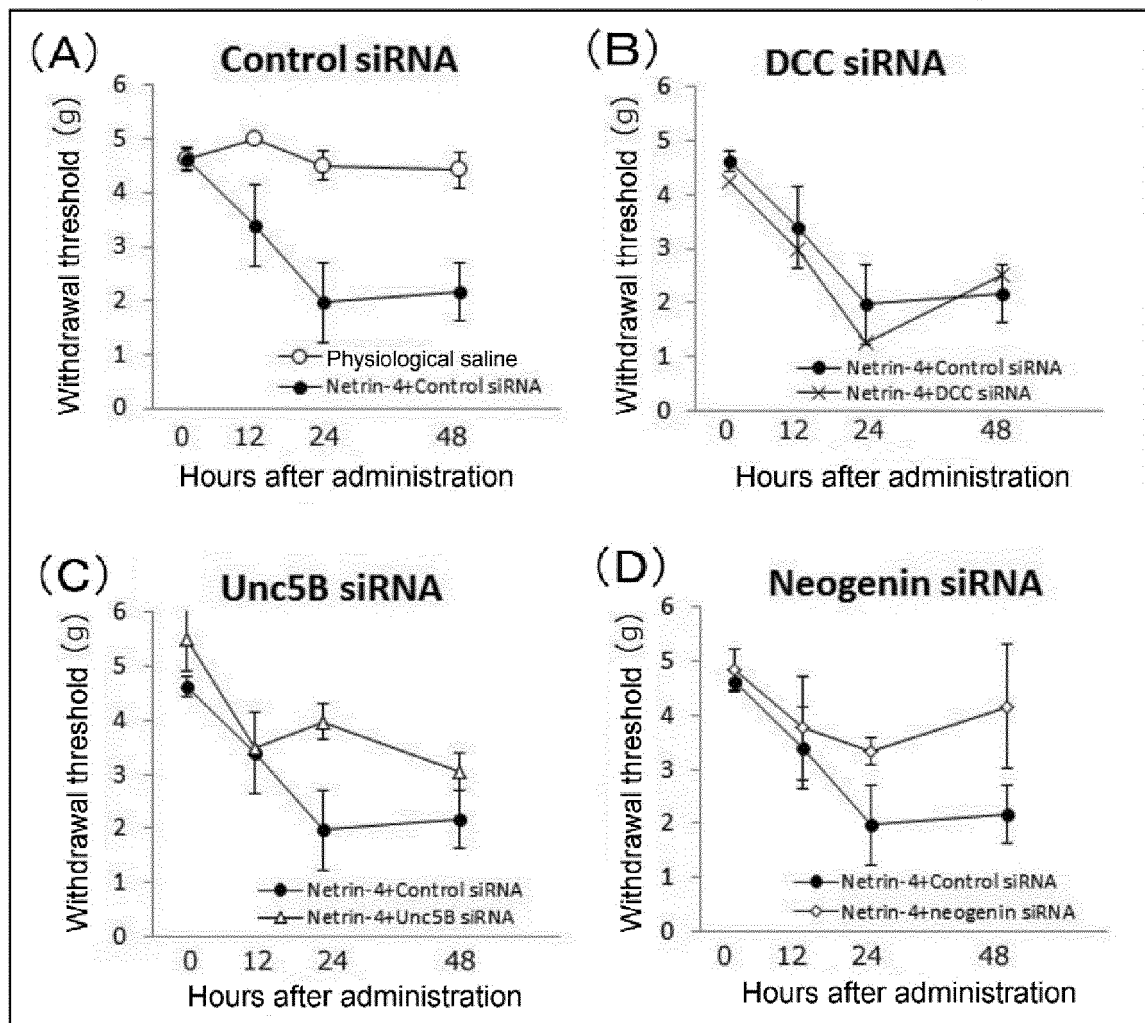 (A)
Control siRNA
Withdrawal threshold (g)
6
5
4
3
2
1
0
Physiological saline
Netrin-4+Control siRNA
0 12 24 48
Hours after administration
(B)
DCC siRNA
Withdrawal threshold (g)
6
5
4
3
2
1
0
Netrin-4+Control siRNA
Netrin-4+DCC siRNA
0 12 24 48
Hours after administration
(C)
Unc5B siRNA
Withdrawal threshold (g)
6
5
4
3
2
1
0
Netrin-4+Control siRNA
Netrin-4+Unc5B siRNA
0 12 24 48
Hours after administration
(D)
Neogenin siRNA
Withdrawal threshold (g)
6
5
4
3
2
1
0
Netrin-4+Control siRNA
Netrin-4+neogenin siRNA
0 12 24 48
Hours after administration